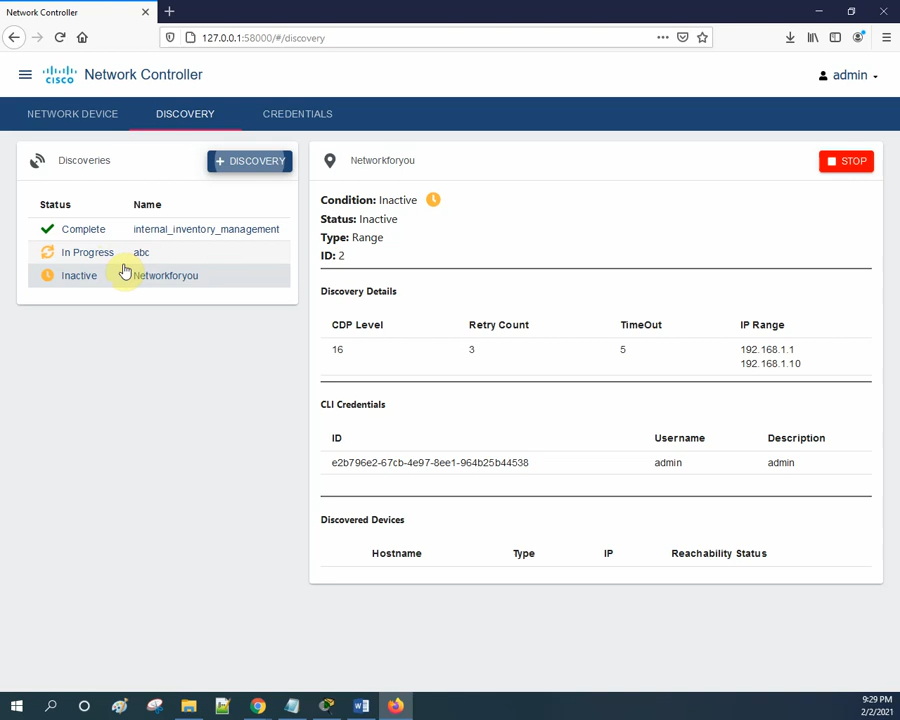 Network Controller
127.0.0.1:58000/#/discovery
cisco Network Controller
admin
NETWORK DEVICE DISCOVERY CREDENTIALS
Discoveries
+ DISCOVERY
Status Name
Complete internal_inventory_management
In Progress abc
Inactive Networkforyou
Networkforyou
STOP
Condition: Inactive
Status: Inactive
Type: Range
ID: 2
Discovery Details
CDP Level Retry Count TimeOut IP Range
16 3 5 192.168.1.1
192.168.1.10
CLI Credentials
ID Username Description
e2b796e2-67cb-4e97-8ee1-964b25b44538 admin admin
Discovered Devices
Hostname Type IP Reachability Status
9:29 PM
2/2/2021